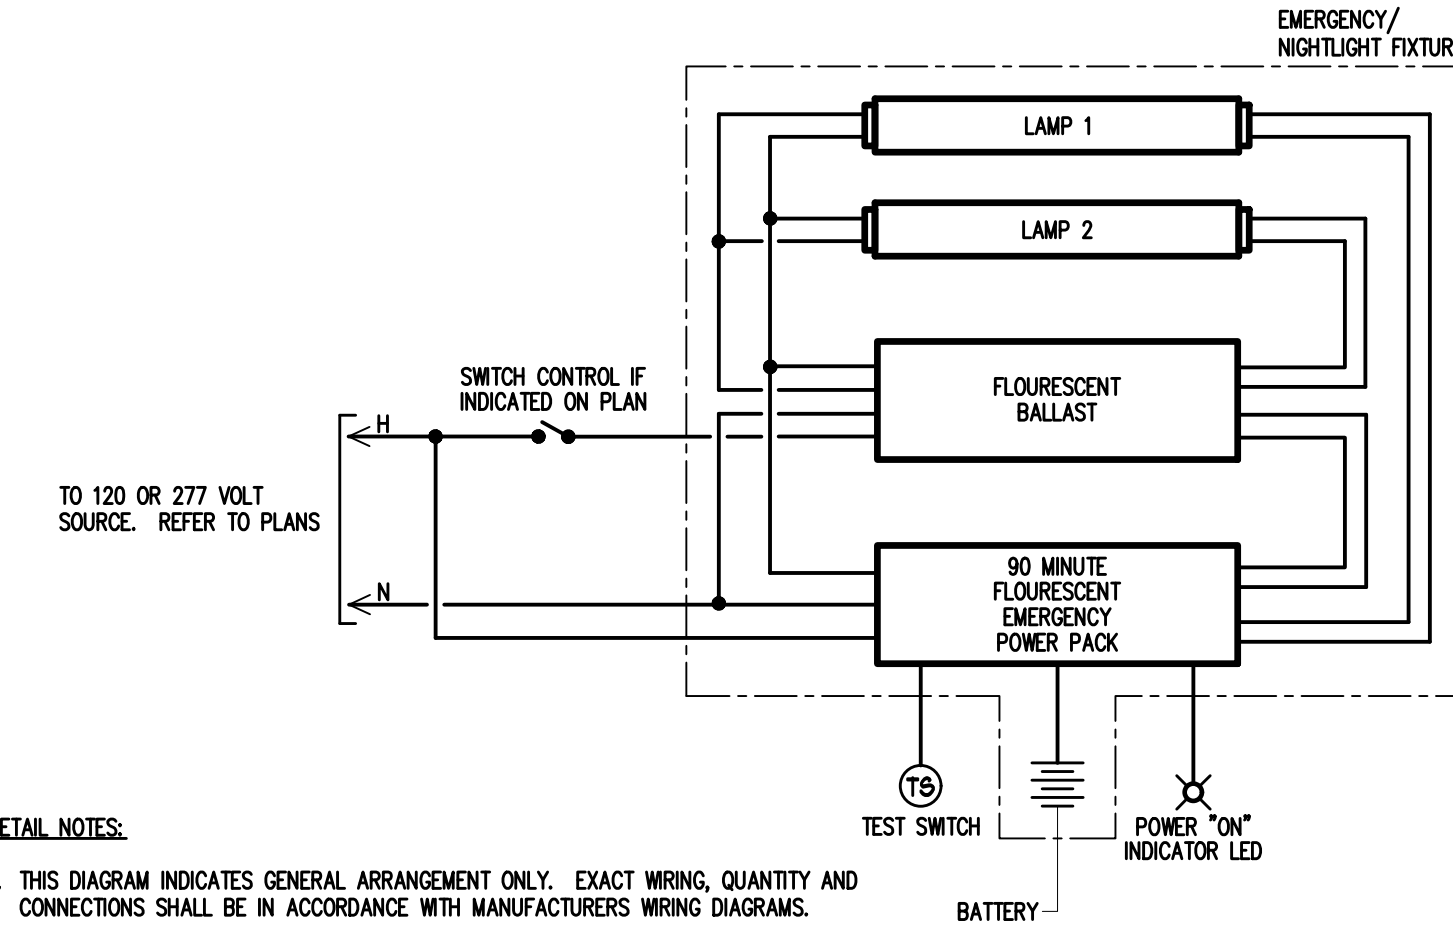 EMERGENCY/
NIGHTLIGHT FIXTUR
LAMP 1
LAMP 2
SWITCH CONTROL IF
INDICATED ON PLAN
FLOURESCENT
BALLAST
H
TO 120 OR 277 VOLT
SOURCE. REFER TO PLANS
N
90 MINUTE
FLOURESCENT
EMERGENCY
POWER PACK
TS
TEST SWITCH
POWER "ON"
INDICATOR LED
BATTERY
ETAIL NOTES:
. THIS DIAGRAM INDICATES GENERAL ARRANGEMENT ONLY. EXACT WIRING, QUANTITY AND
CONNECTIONS SHALL BE IN ACCORDANCE WITH MANUFACTURERS WIRING DIAGRAMS.